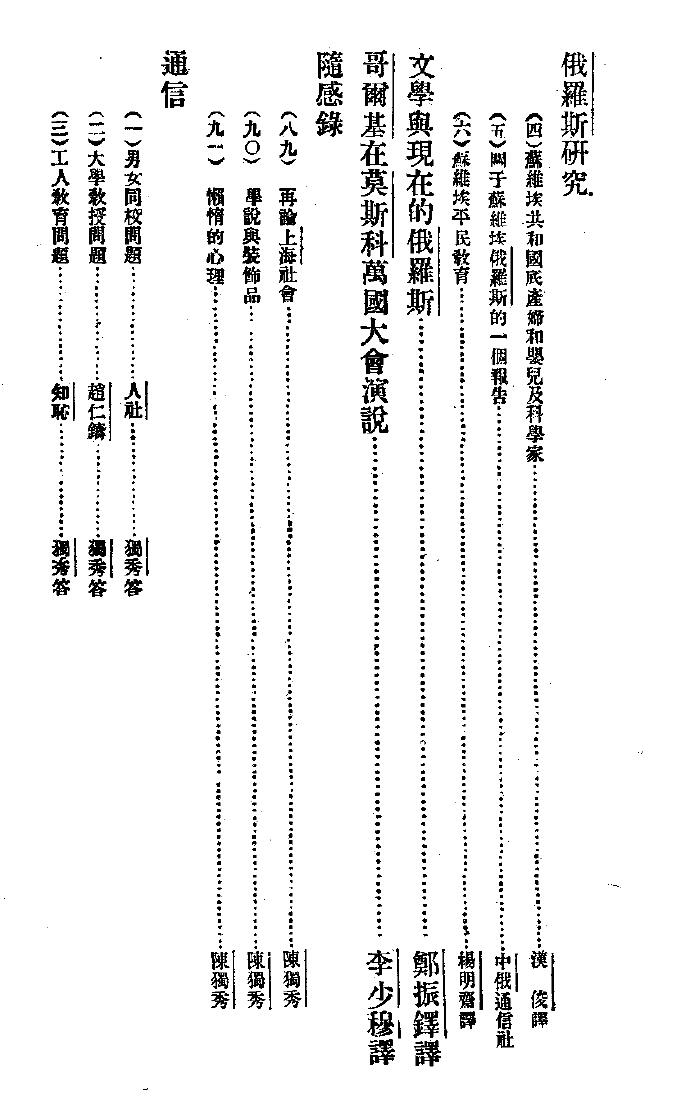 俄羅斯研究
(四)蘇維埃共和國底產婦和嬰兒及科學家…………漢 俊譯
(五)關于蘇維埃俄羅斯的一個報告…………中俄通信社
(六)蘇維埃平民教育…………楊明齋譯
文學與現在的俄羅斯…………鄭振鐸譯
哥爾基在莫斯科萬國大會演說…………李少穆譯
隨感錄
(八九) 再論上海社會…………陳獨秀
(九〇) 學說與裝飾品…………陳獨秀
(九一) 懶惰的心理…………陳獨秀
通信
(一)男女同校問題…………人社…………獨秀答
(二)大學教授問題…………趙仁鑄…………獨秀答
(三)工人教育問題…………知恥…………獨秀答